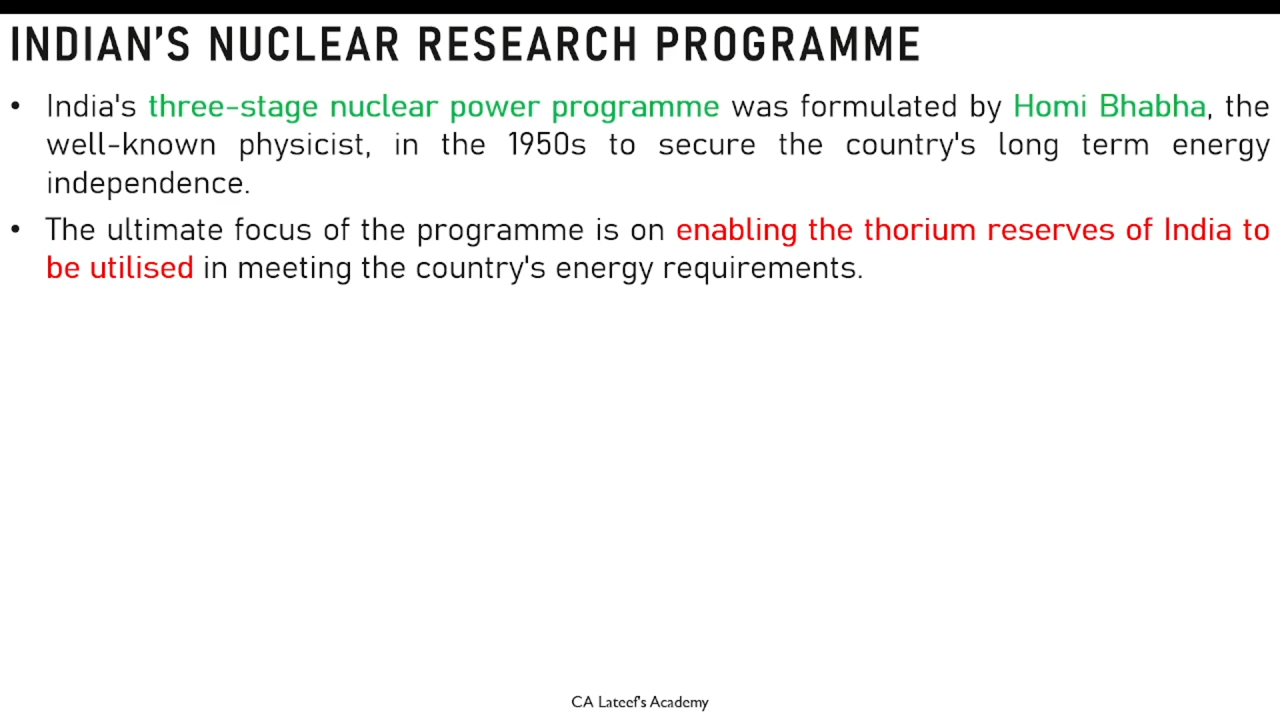 INDIAN'S NUCLEAR RESEARCH PROGRAMME
• India's three-stage nuclear power programme was formulated by Homi Bhabha, the
well-known physicist, in the 1950s to secure the country's long term energy
independence.
• The ultimate focus of the programme is on enabling the thorium reserves of India to
be utilised in meeting the country's energy requirements.
CA Lateef's Academy